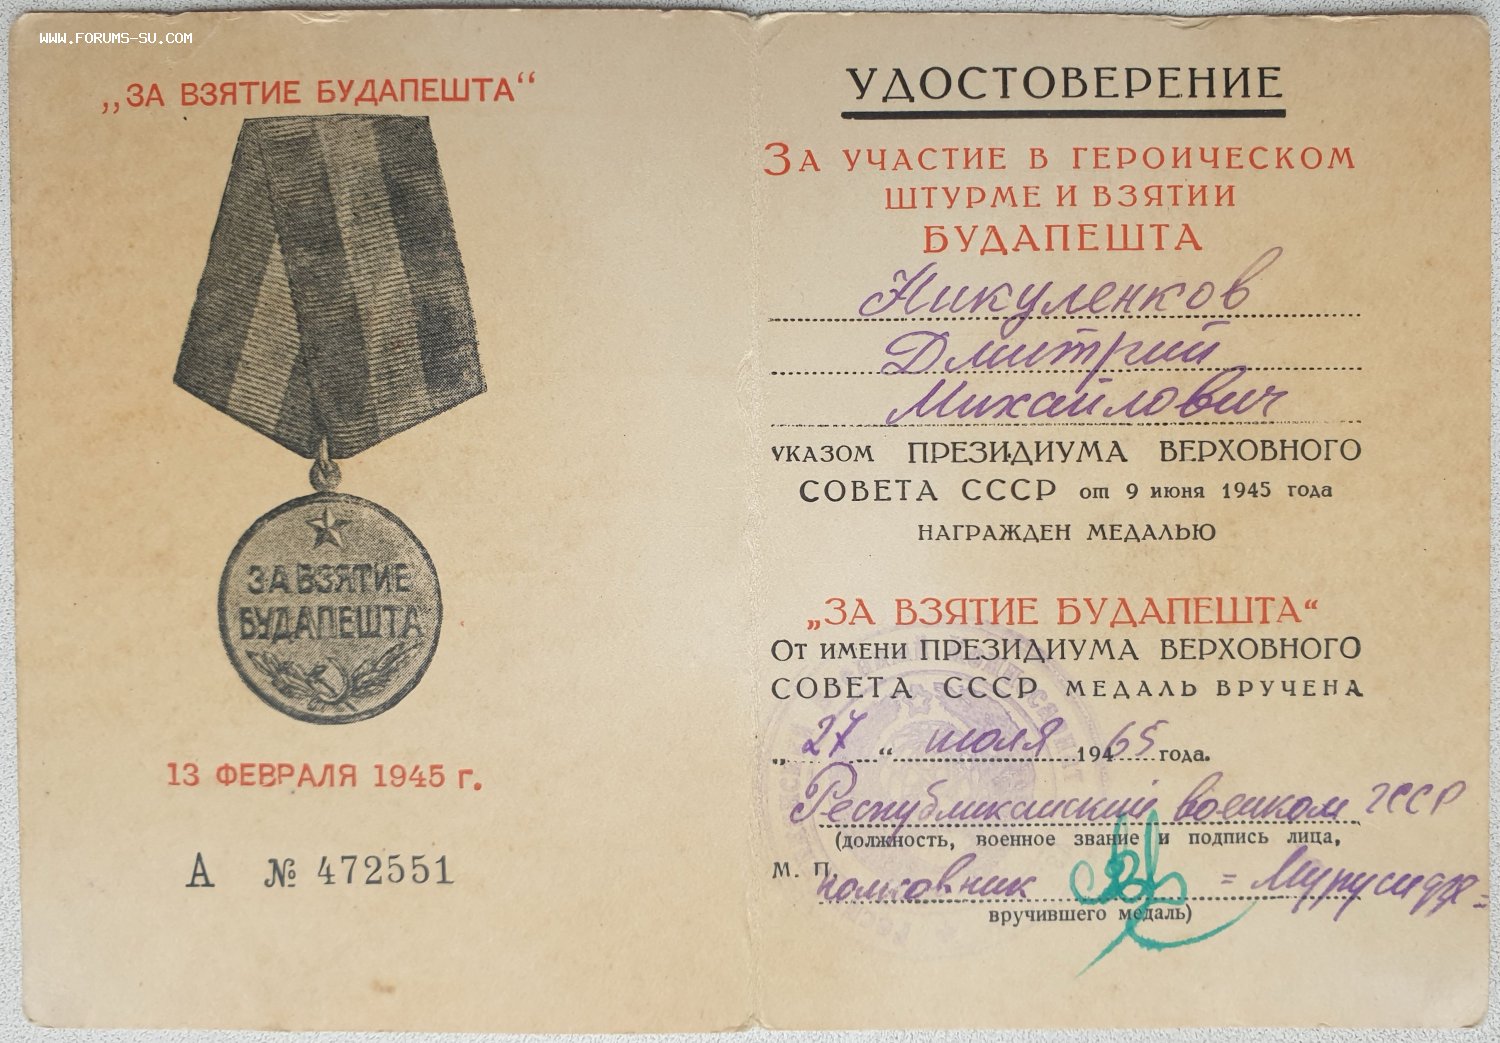 WWW.FORUMS-SU.COM
„ЗА ВЗЯТИЕ БУДАПЕШТА“
ЗА ВЗЯТИЕ
БУДАПЕШТА
13 ФЕВРАЛЯ 1945 г.
А № 472551
УДОСТОВЕРЕНИЕ
ЗА УЧАСТИЕ В ГЕРОИЧЕСКОМ
ШТУРМЕ И ВЗЯТИИ
БУДАПЕШТА
Никуленков
Дмитрий
Михайлович
УКАЗОМ ПРЕЗИДИУМА ВЕРХОВНОГО
СОВЕТА СССР от 9 июня 1945 года
НАГРАЖДЕН МЕДАЛЬЮ
„ЗА ВЗЯТИЕ БУДАПЕШТА“
От имени ПРЕЗИДИУМА ВЕРХОВНОГО
СОВЕТА СССР МЕДАЛЬ ВРУЧЕНА
„27“ июля 19465 года.
Республиканский военком ГССР
(должность, военное звание и подпись лица,
М. П. полковник
вручившего медаль)